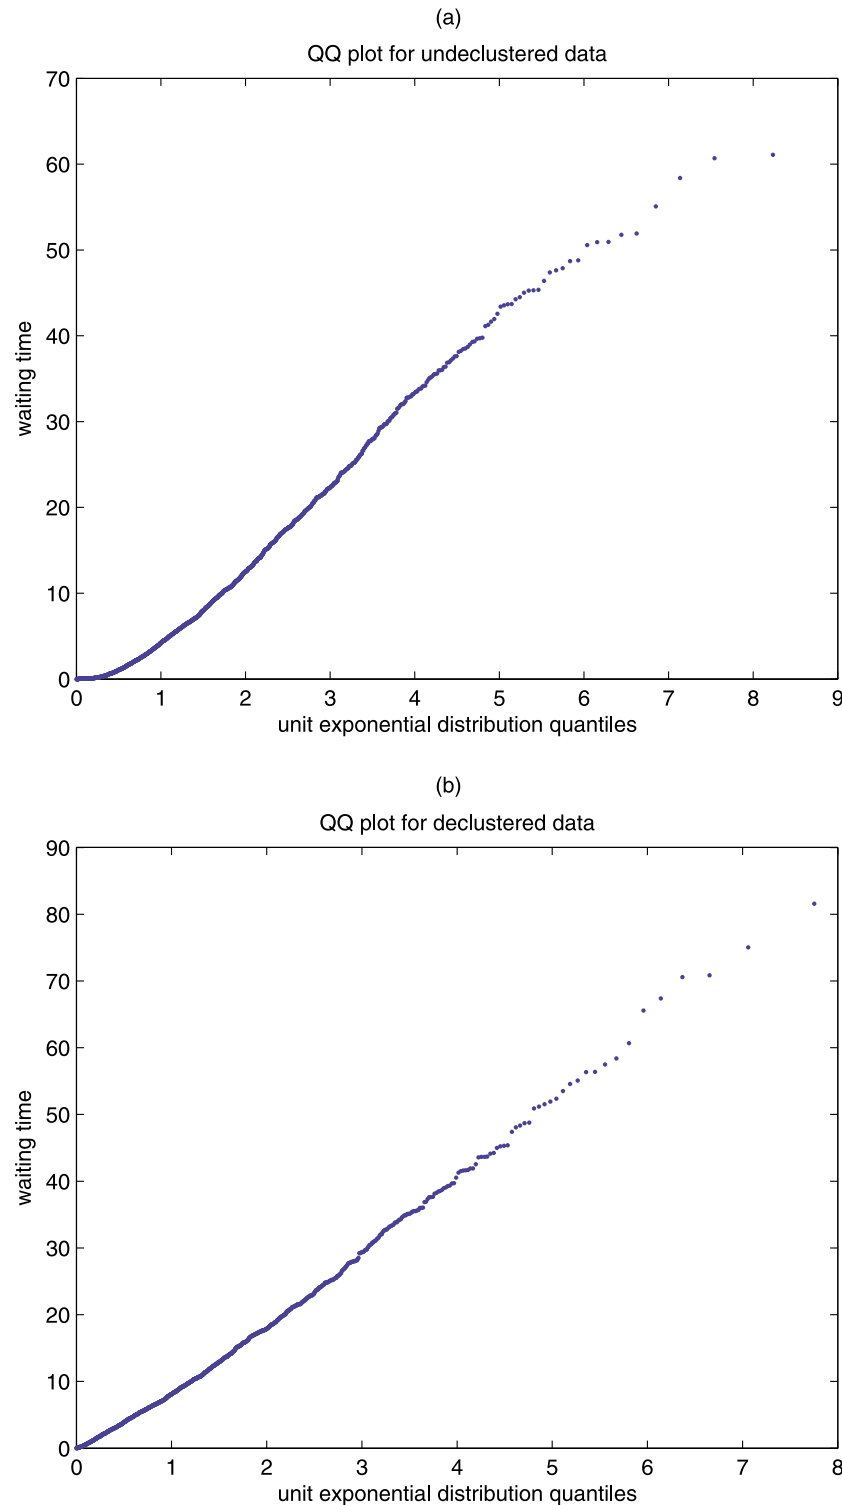 (a)
QQ plot for undeclustered data
70
60
50
40
30
20
10
0
waiting time
0 1 2 3 4 5 6 7 8 9
unit exponential distribution quantiles
(b)
QQ plot for declustered data
90
80
70
60
50
40
30
20
10
0
waiting time
0 1 2 3 4 5 6 7 8
unit exponential distribution quantiles